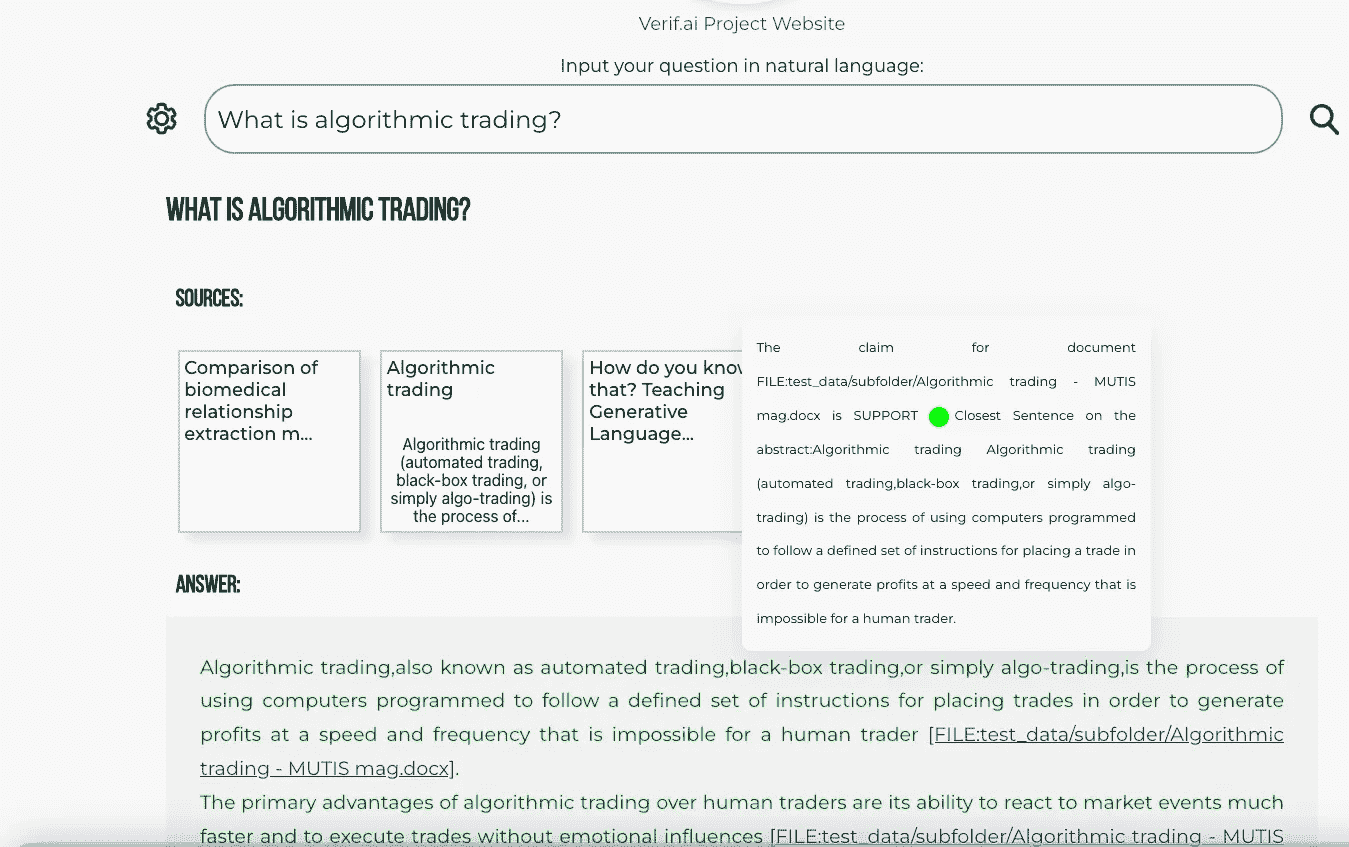 Verif.ai Project Website
Input your question in natural language:
What is algorithmic trading?
WHAT IS ALGORITHMIC TRADING?
SOURCES:
Comparison of
biomedical
relationship
extraction m...
Algorithmic
trading
Algorithmic trading
(automated trading,
black-box trading, or
simply algo-trading) is
the process of...
How do you know
that? Teaching
Generative
Language...
The claim for document
FILE:test_data/subfolder/Algorithmic trading - MUTIS
mag.docx is SUPPORT Closest Sentence on the
abstract:Algorithmic trading Algorithmic trading
(automated trading,black-box trading,or simply algo-
trading) is the process of using computers programmed
to follow a defined set of instructions for placing a trade in
order to generate profits at a speed and frequency that is
impossible for a human trader.
ANSWER:
Algorithmic trading,also known as automated trading,black-box trading,or simply algo-trading,is the process of
using computers programmed to follow a defined set of instructions for placing trades in order to generate
profits at a speed and frequency that is impossible for a human trader [FILE:test_data/subfolder/Algorithmic
trading - MUTIS mag.docx].
The primary advantages of algorithmic trading over human traders are its ability to react to market events much
faster and to execute trades without emotional influences [FILE:test_data/subfolder/Algorithmic trading - MUTIS